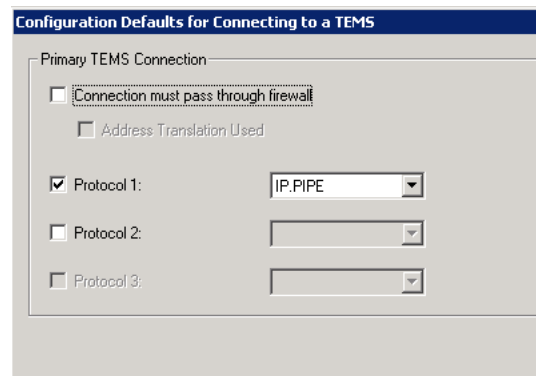 Configuration Defaults for Connecting to a TEMS
Primary TEMS Connection
Connection must pass through firewall
Address Translation Used
Protocol 1: IP.PIPE
Protocol 2:
Protocol 3: